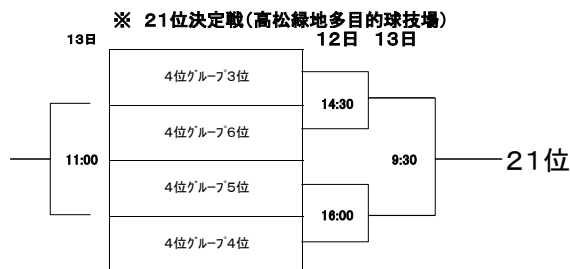 ※ 21位決定戦(高松緑地多目的球技場)
13日
12日 13日
4位グループ3位
14:30
4位グループ6位
11:00
9:30
21位
4位グループ5位
16:00
4位グループ4位